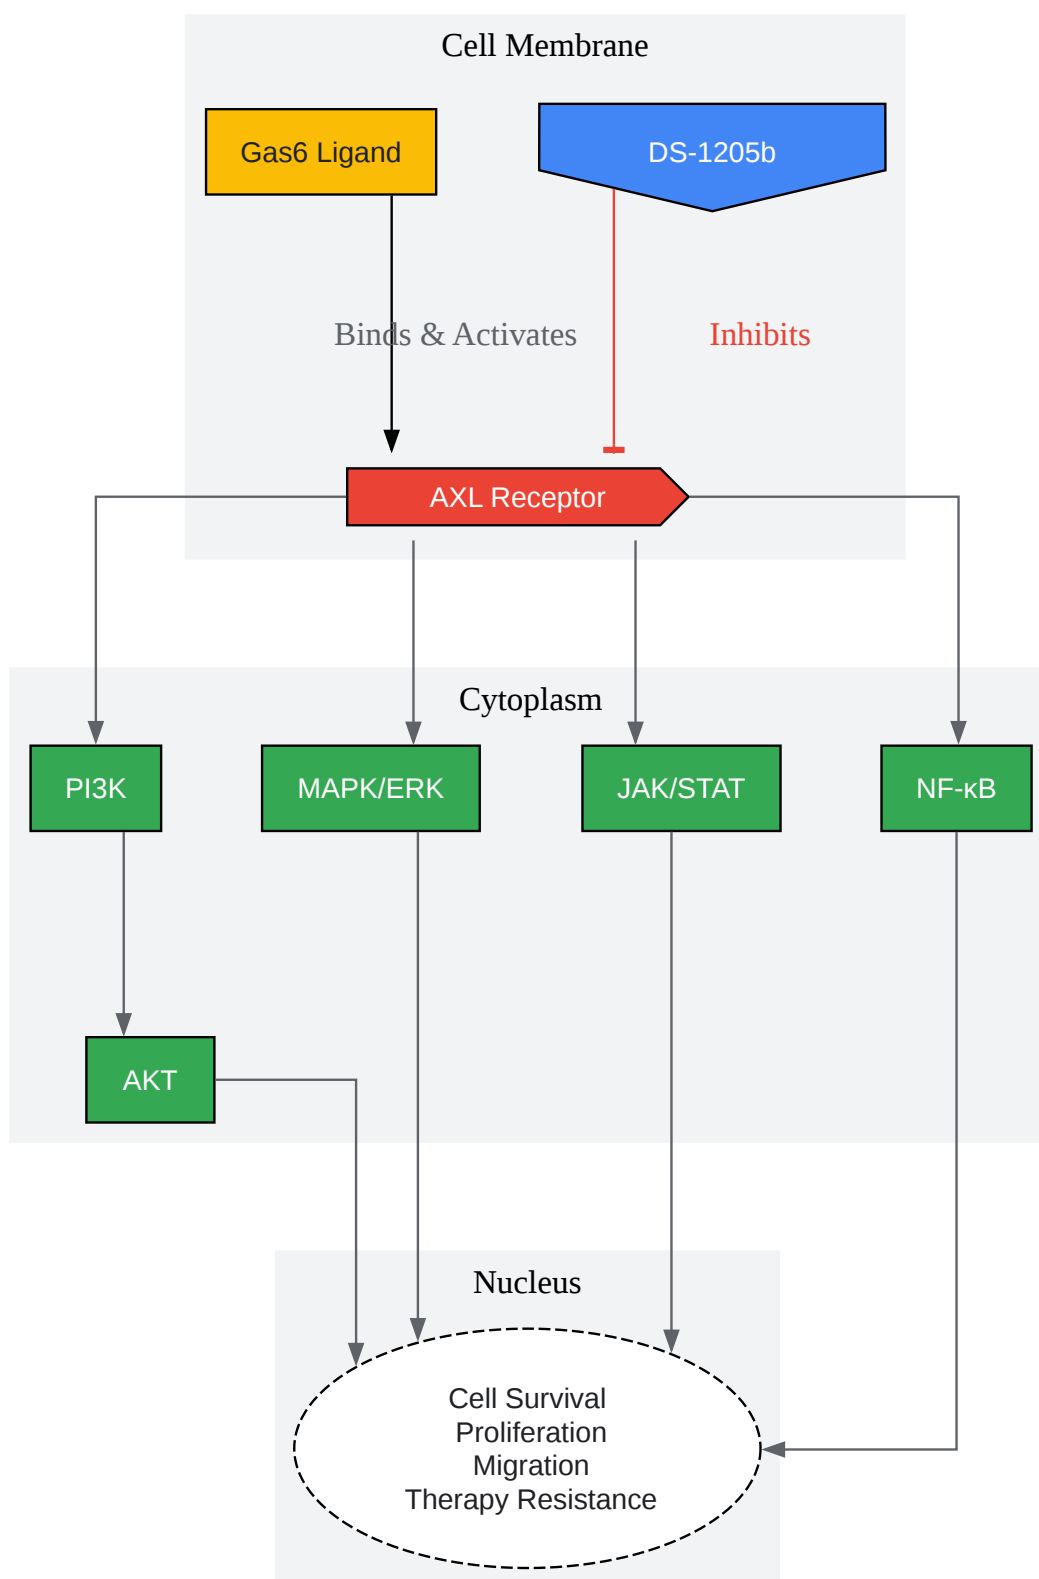 Cell Membrane
Gas6 Ligand
DS-1205b
Binds & Activates
Inhibits
AXL Receptor
Cytoplasm
PI3K
MAPK/ERK
JAK/STAT
NF-κB
AKT
Nucleus
Cell Survival
Proliferation
Migration
Therapy Resistance